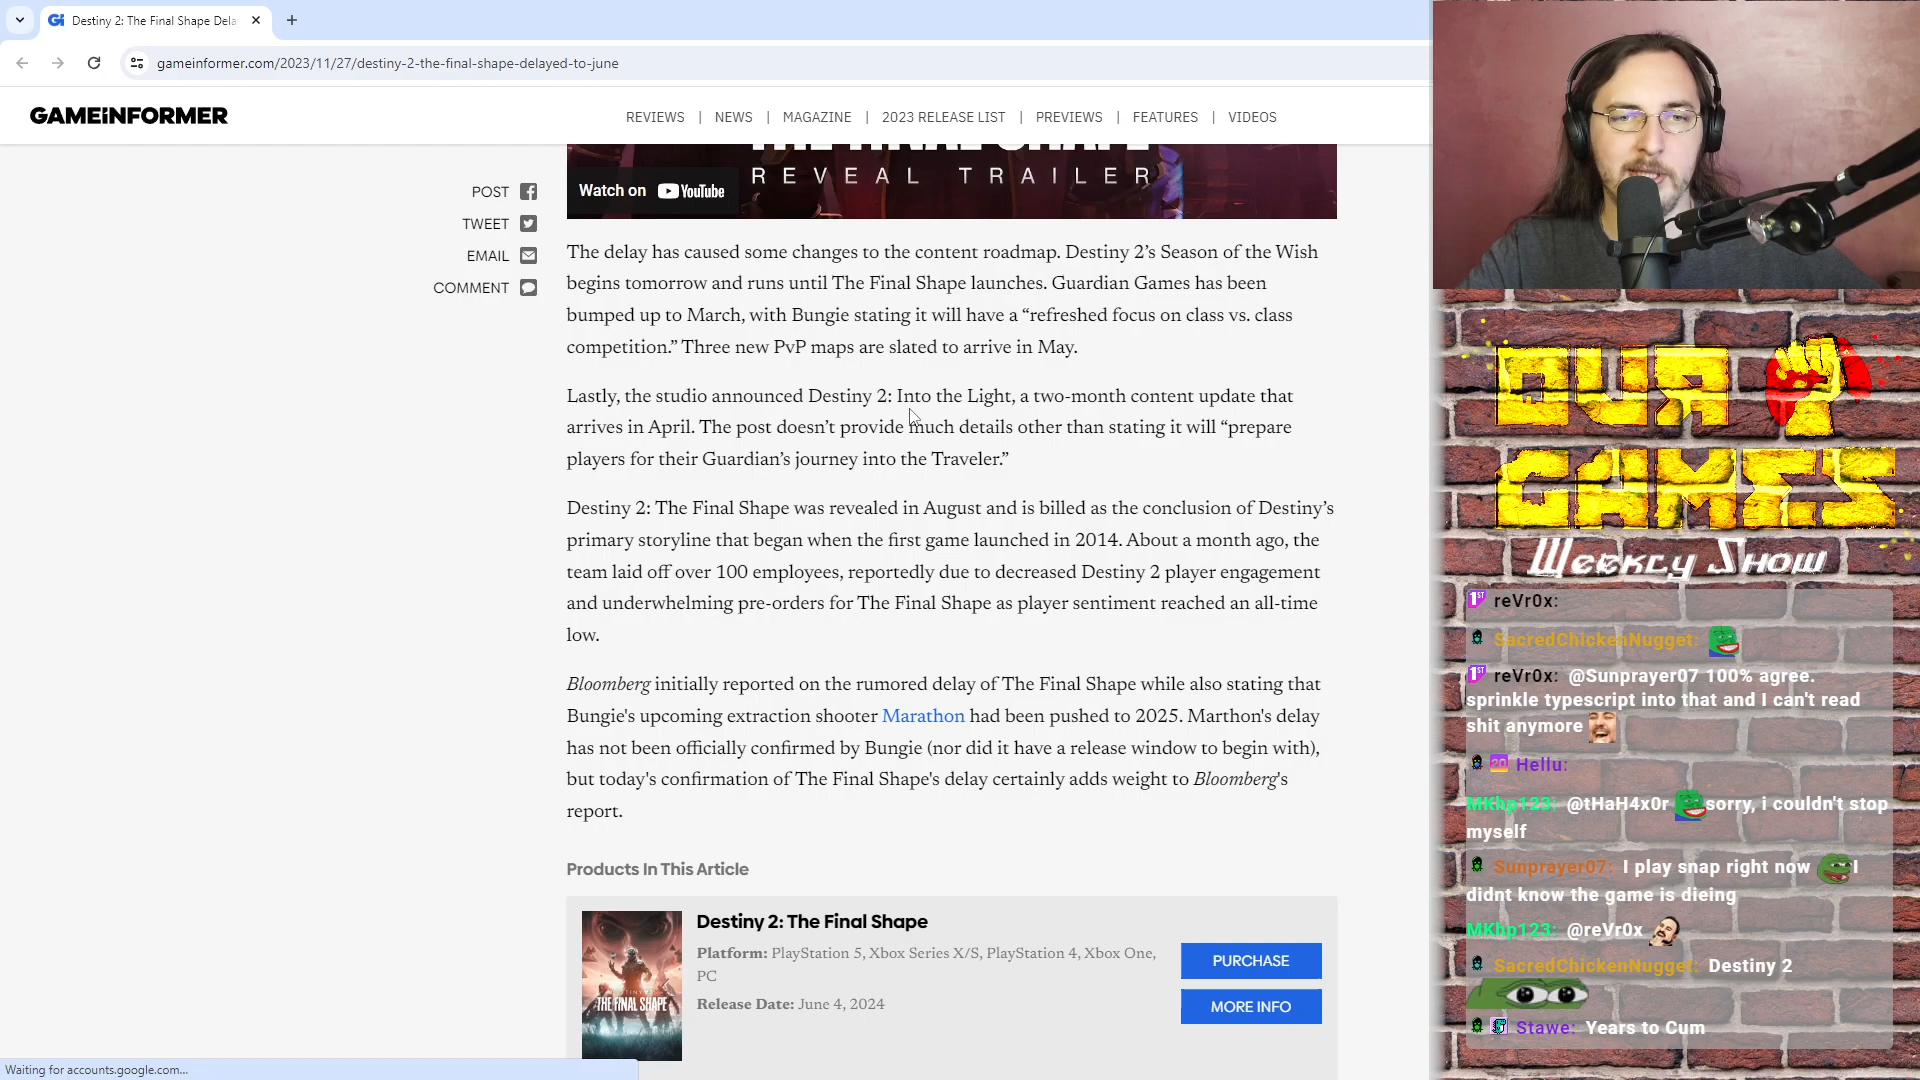 Destiny 2: The Final Shape Dela
gameinformer.com/2023/11/27/destiny-2-the-final-shape-delayed-to-june
GAMEINFORMER
REVIEWS | NEWS | MAGAZINE | 2023 RELEASE LIST | PREVIEWS | FEATURES | VIDEOS
THE FINAL SHAPE
REVEAL TRAILER
Watch on YouTube
POST
TWEET
EMAIL
COMMENT
The delay has caused some changes to the content roadmap. Destiny 2’s Season of the Wish
begins tomorrow and runs until The Final Shape launches. Guardian Games has been
bumped up to March, with Bungie stating it will have a “refreshed focus on class vs. class
competition.” Three new PvP maps are slated to arrive in May.
Lastly, the studio announced Destiny 2: Into the Light, a two-month content update that
arrives in April. The post doesn’t provide much details other than stating it will “prepare
players for their Guardian’s journey into the Traveler.”
Destiny 2: The Final Shape was revealed in August and is billed as the conclusion of Destiny’s
primary storyline that began when the first game launched in 2014. About a month ago, the
team laid off over 100 employees, reportedly due to decreased Destiny 2 player engagement
and underwhelming pre-orders for The Final Shape as player sentiment reached an all-time
low.
Bloomberg initially reported on the rumored delay of The Final Shape while also stating that
Bungie's upcoming extraction shooter Marathon had been pushed to 2025. Marthon's delay
has not been officially confirmed by Bungie (nor did it have a release window to begin with),
but today's confirmation of The Final Shape's delay certainly adds weight to Bloomberg's
report.
Products In This Article
THE FINAL SHAPE
Destiny 2: The Final Shape
Platform: PlayStation 5, Xbox Series X/S, PlayStation 4, Xbox One,
PC
Release Date: June 4, 2024
PURCHASE
MORE INFO
Waiting for accounts.google.com...
OUR
GAMES
Weekly Show
1ST reVr0x:
SacredChickenNugget:
1ST reVr0x: @Sunprayer07 100% agree.
sprinkle typescript into that and I can't read
shit anymore
20 Hellu:
MKhp123: @tHaH4x0r sorry, i couldn't stop
myself
Sunprayer07: I play snap right now I
didnt know the game is dieing
MKhp123: @reVr0x
SacredChickenNugget: Destiny 2
Stawe: Years to Cum